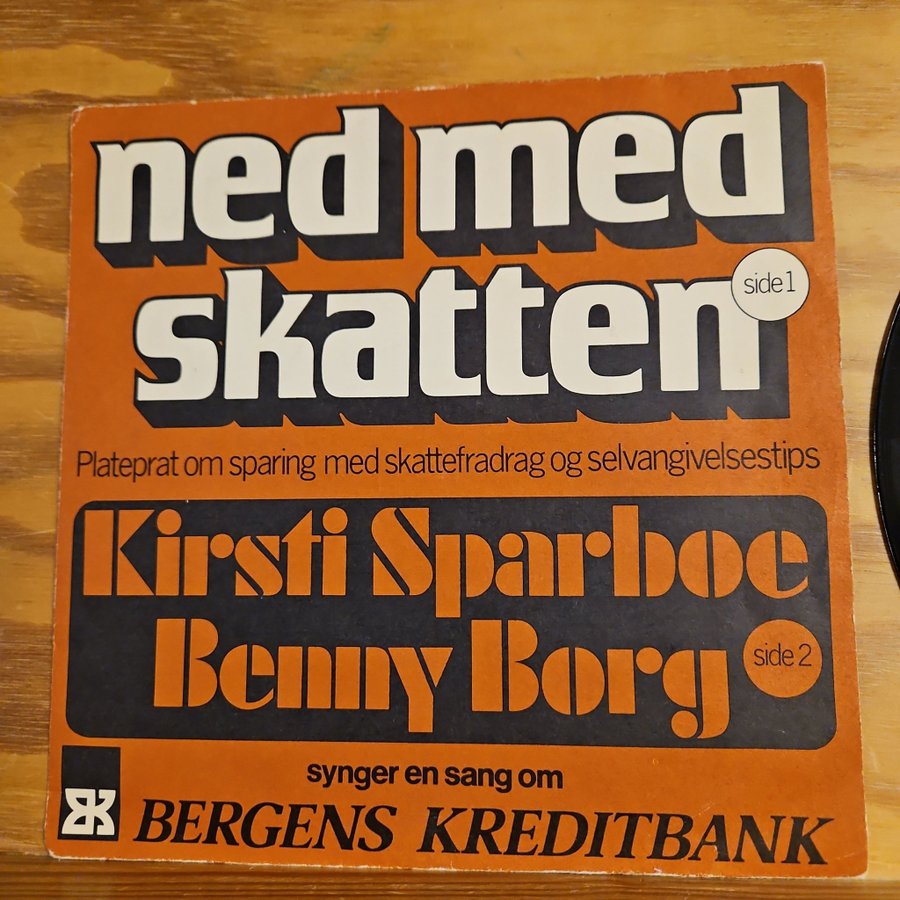 ned med
skatten
side 1
Plateprat om sparing med skattefradrag og selvangivelsestips
Kirsti Sparboe
Benny Borg
side 2
synger en sang om
BK
BERGENS KREDITBANK